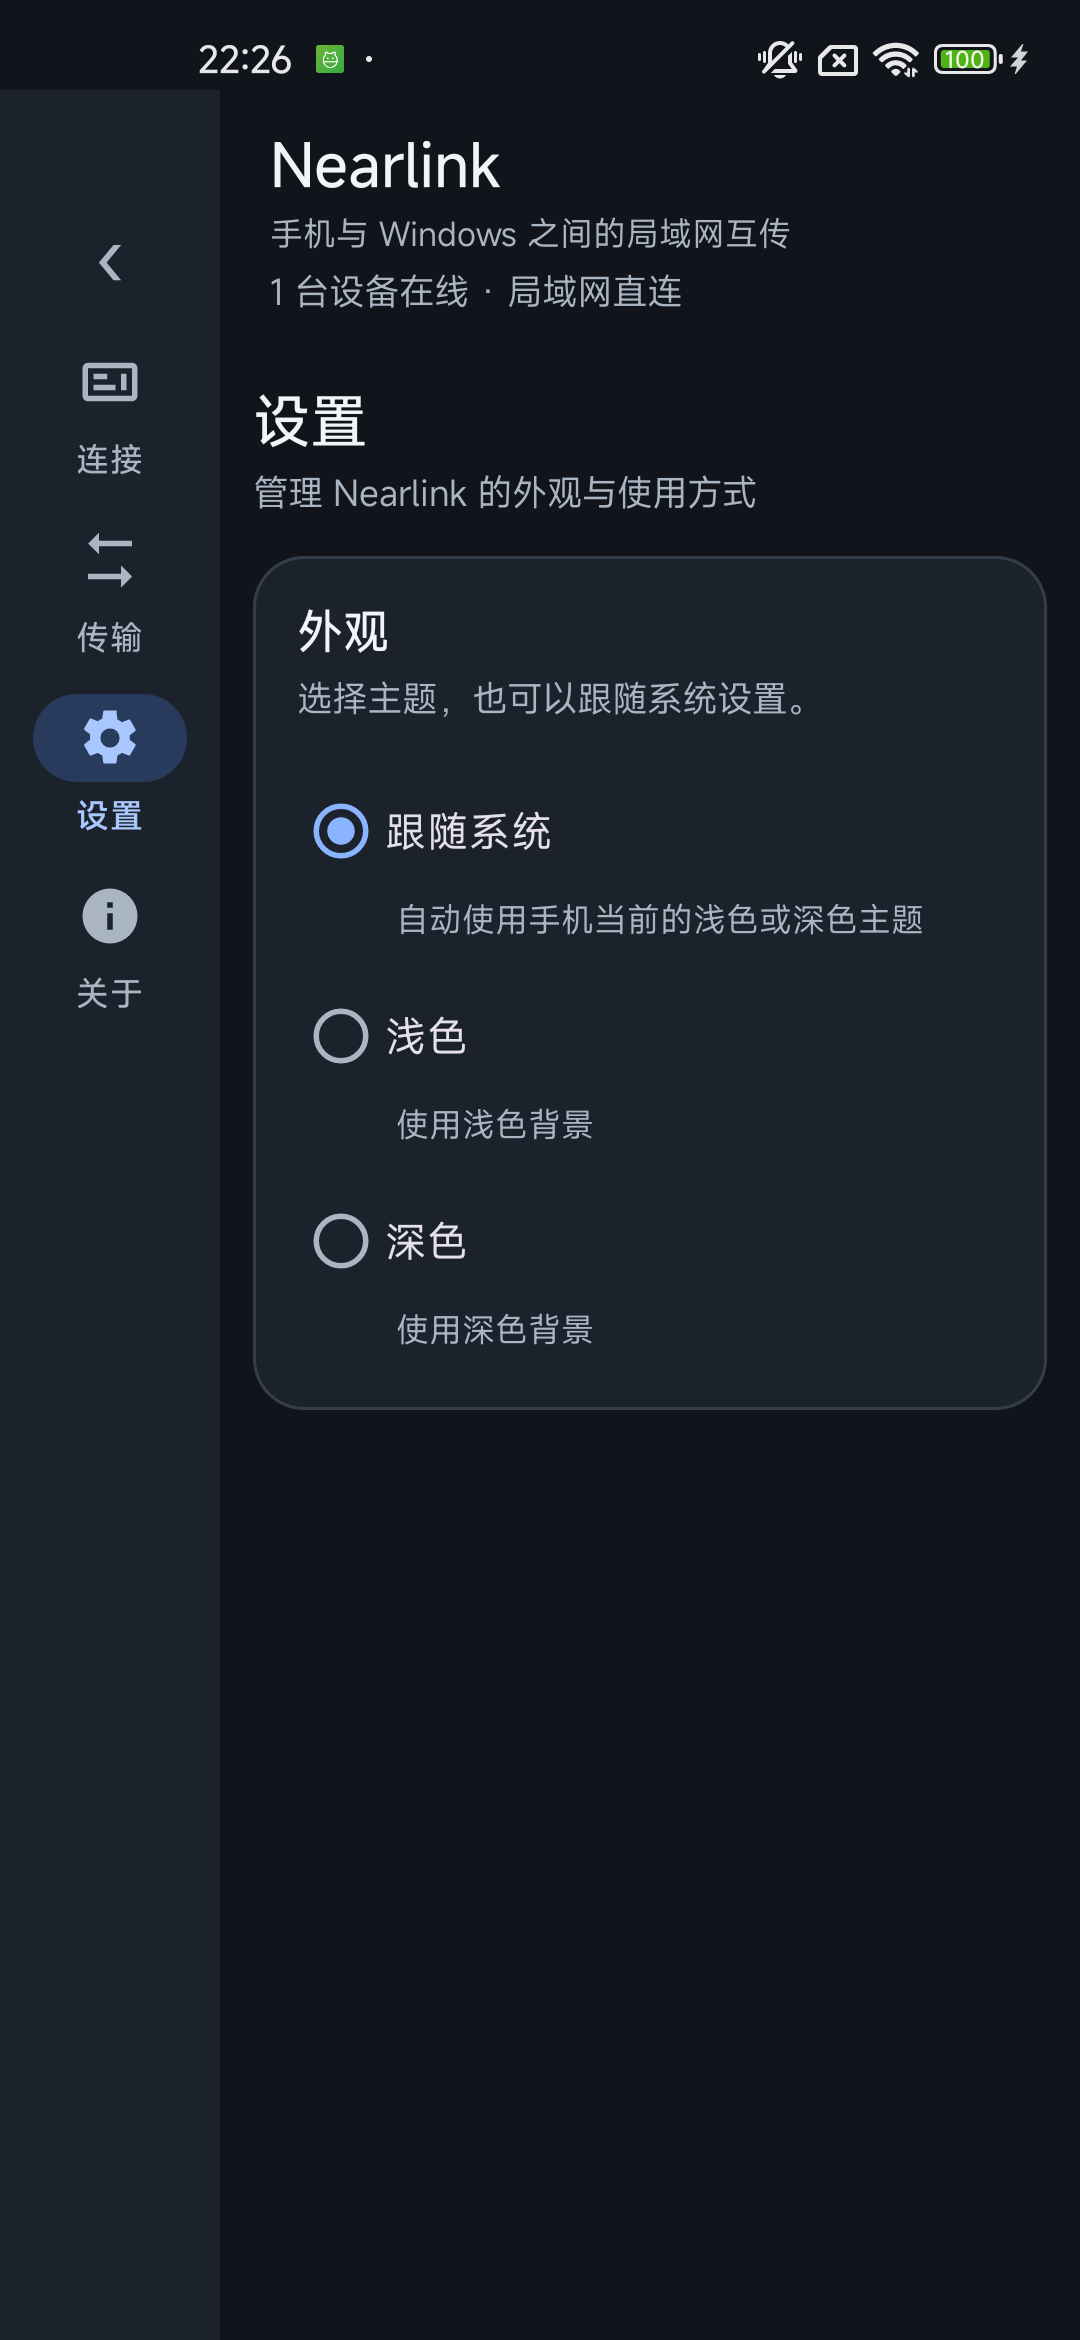 22:26
100
Nearlink
手机与 Windows 之间的局域网互传
1 台设备在线 · 局域网直连
连接
传输
设置
关于
设置
管理 Nearlink 的外观与使用方式
外观
选择主题，也可以跟随系统设置。
跟随系统
自动使用手机当前的浅色或深色主题
浅色
使用浅色背景
深色
使用深色背景